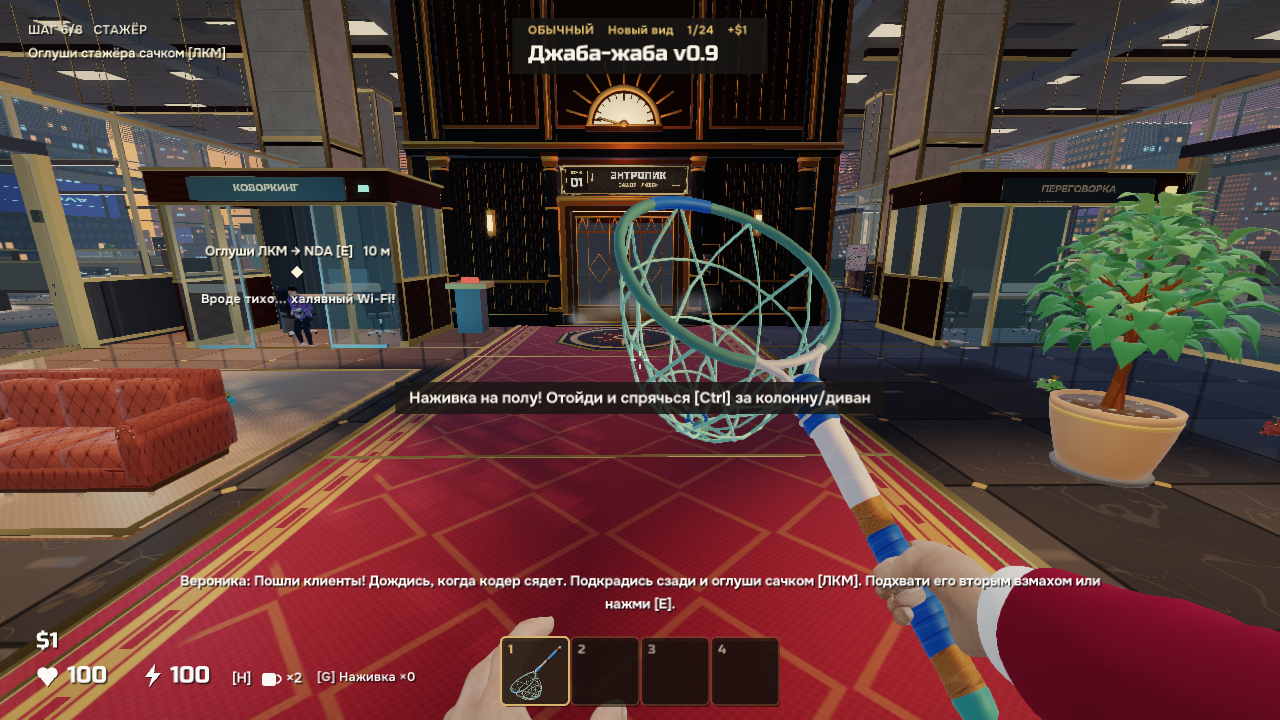 ШАГ 6/8 СТАЖЁР
Оглуши стажёра сачком [ЛКМ]
ОБЫЧНЫЙ Новый вид 1/24 +$1
Джаба-жаба v0.9
КОВОРКИНГ
01
ЭНТРОПИК
ПЕРЕГОВОРКА
Оглуши ЛКМ → NDA [E] 10 м
Вроде тихо... халявный Wi-Fi!
Наживка на полу! Отойди и спрячься [Ctrl] за колонну/диван
Вероника: Пошли клиенты! Дождись, когда кодер сядет. Подкрадись сзади и оглуши сачком [ЛКМ]. Подхвати его вторым взмахом или
нажми [E].
$1
100 100 [H] ×2 [G] Наживка ×0
1 2 3 4